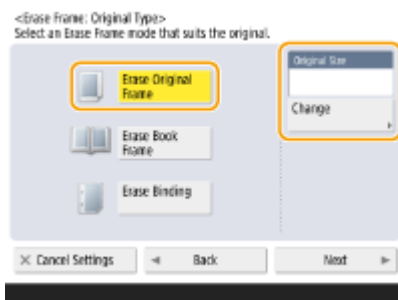 <Erase Frame: Original Type>
Select an Erase Frame mode that suits the original.
Erase Original
Frame
Original Size
Change
Erase Book
Frame
Erase Binding
Cancel Settings
Back
Next